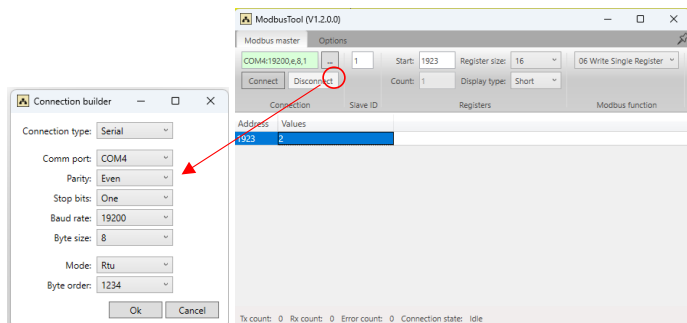 ModbusTool (V1.2.0.0)
Modbus master Options
COM4:19200,e,8,1 ... 1 Start: 1923 Register size: 16 06 Write Single Register
Connect Disconnect Count: 1 Display type: Short
Connection Slave ID Registers Modbus function
Address Values
1923 2
Tx count: 0 Rx count: 0 Error count: 0 Connection state: Idle
Connection builder
Connection type: Serial
Comm port: COM4
Parity: Even
Stop bits: One
Baud rate: 19200
Byte size: 8
Mode: Rtu
Byte order: 1234
Ok Cancel